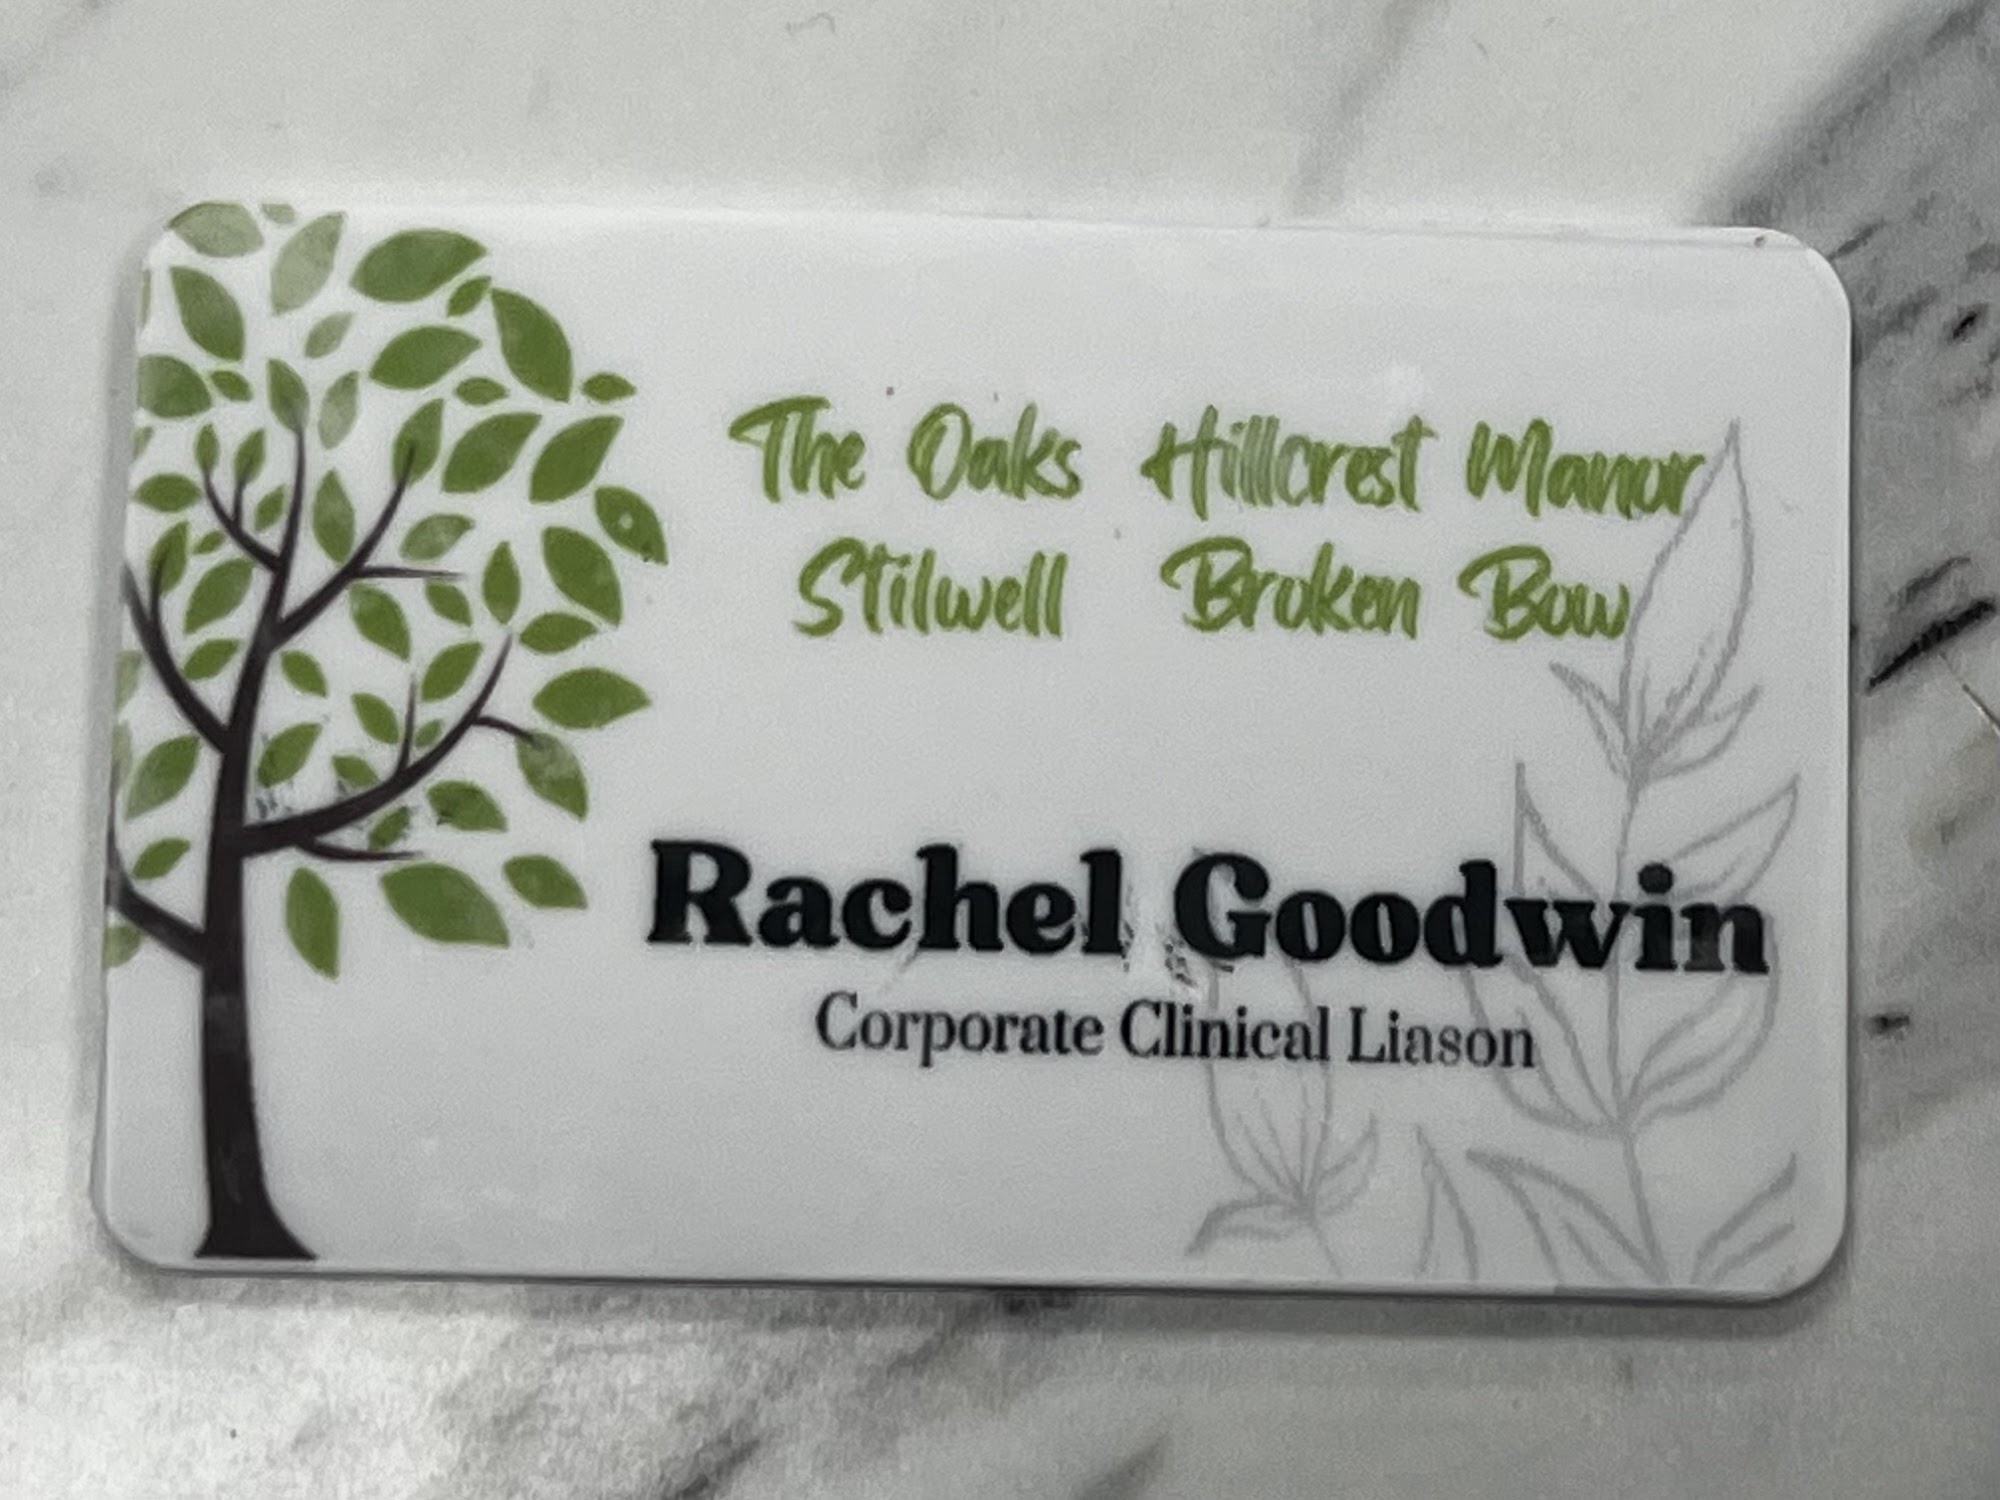 The Oaks Hillcrest Manor
Stilwell Broken Bow
Rachel Goodwin
Corporate Clinical Liason